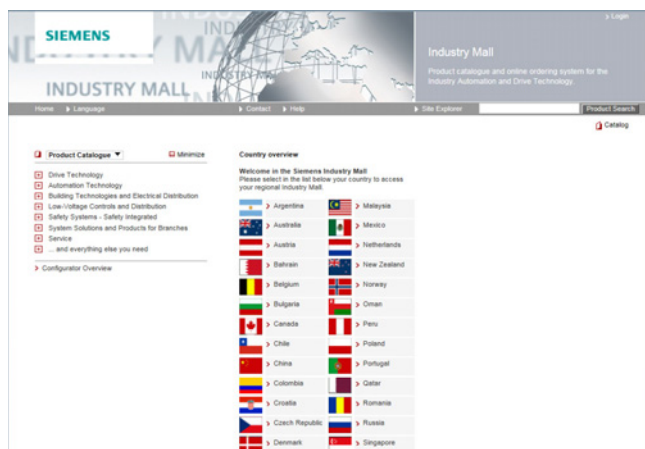 SIEMENS
INDUSTRY MALL
> Login
Industry Mall
Product catalogue and online ordering system for the
Industry Automation and Drive Technology.
Home
Language
Contact
Help
Site Explorer
Product Search
Catalog
Product Catalogue
Minimize
Drive Technology
Automation Technology
Building Technologies and Electrical Distribution
Low-Voltage Controls and Distribution
Safety Systems - Safety Integrated
System Solutions and Products for Branches
Service
... and everything else you need
> Configurator Overview
Country overview
Welcome in the Siemens Industry Mall
Please select in the list below your country to access
your regional Industry Mall.
> Argentina > Malaysia
> Australia > Mexico
> Austria > Netherlands
> Bahrain > New Zealand
> Belgium > Norway
> Bulgaria > Oman
> Canada > Peru
> Chile > Poland
> China > Portugal
> Colombia > Qatar
> Croatia > Romania
> Czech Republic > Russia
> Denmark > Singapore